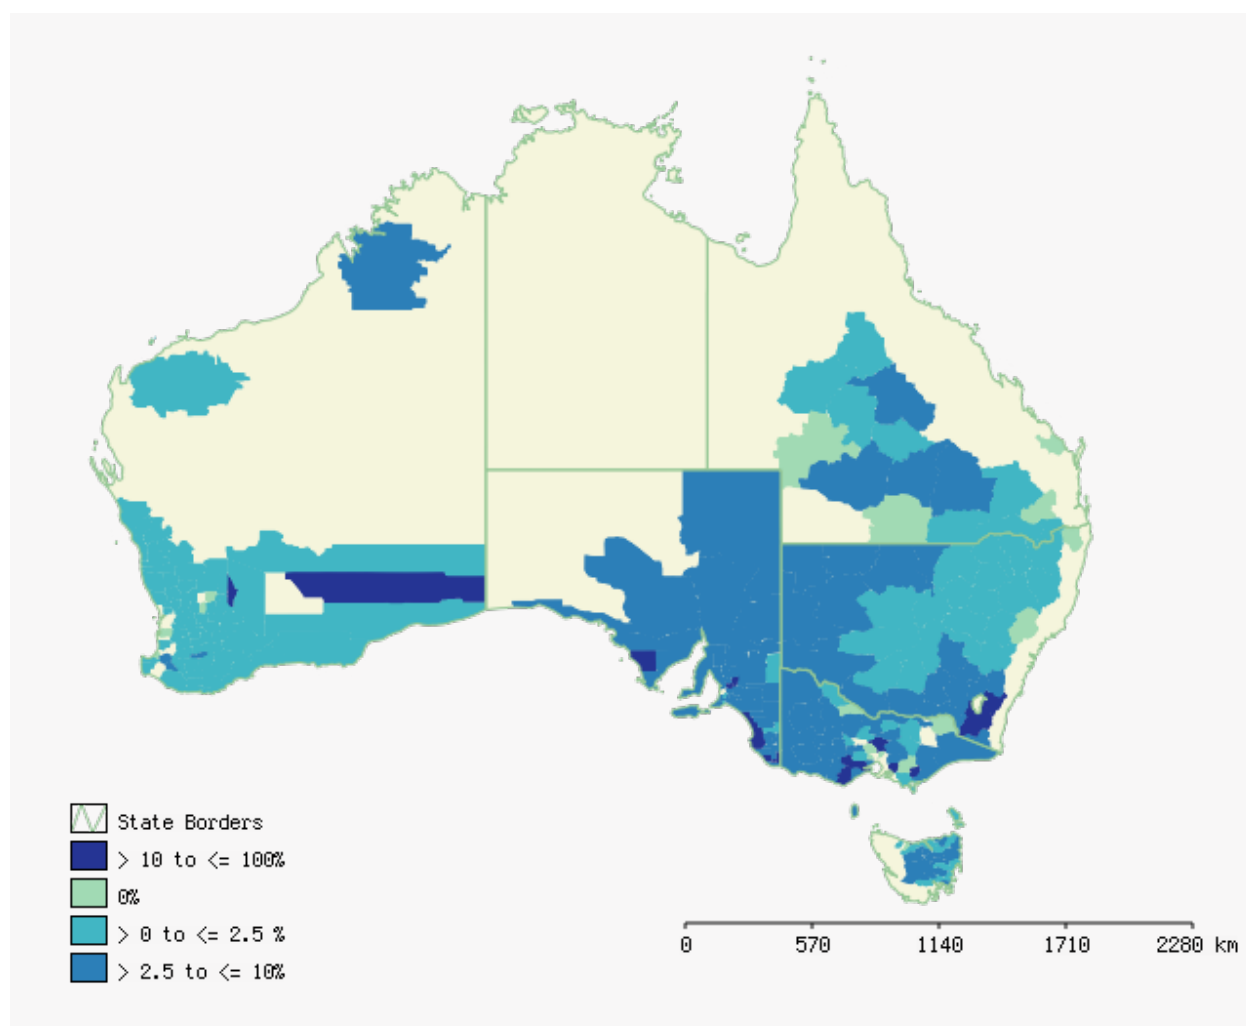 State Borders
> 10 to <= 100%
0%
> 0 to <= 2.5 %
> 2.5 to <= 10%
0 570 1140 1710 2280 km